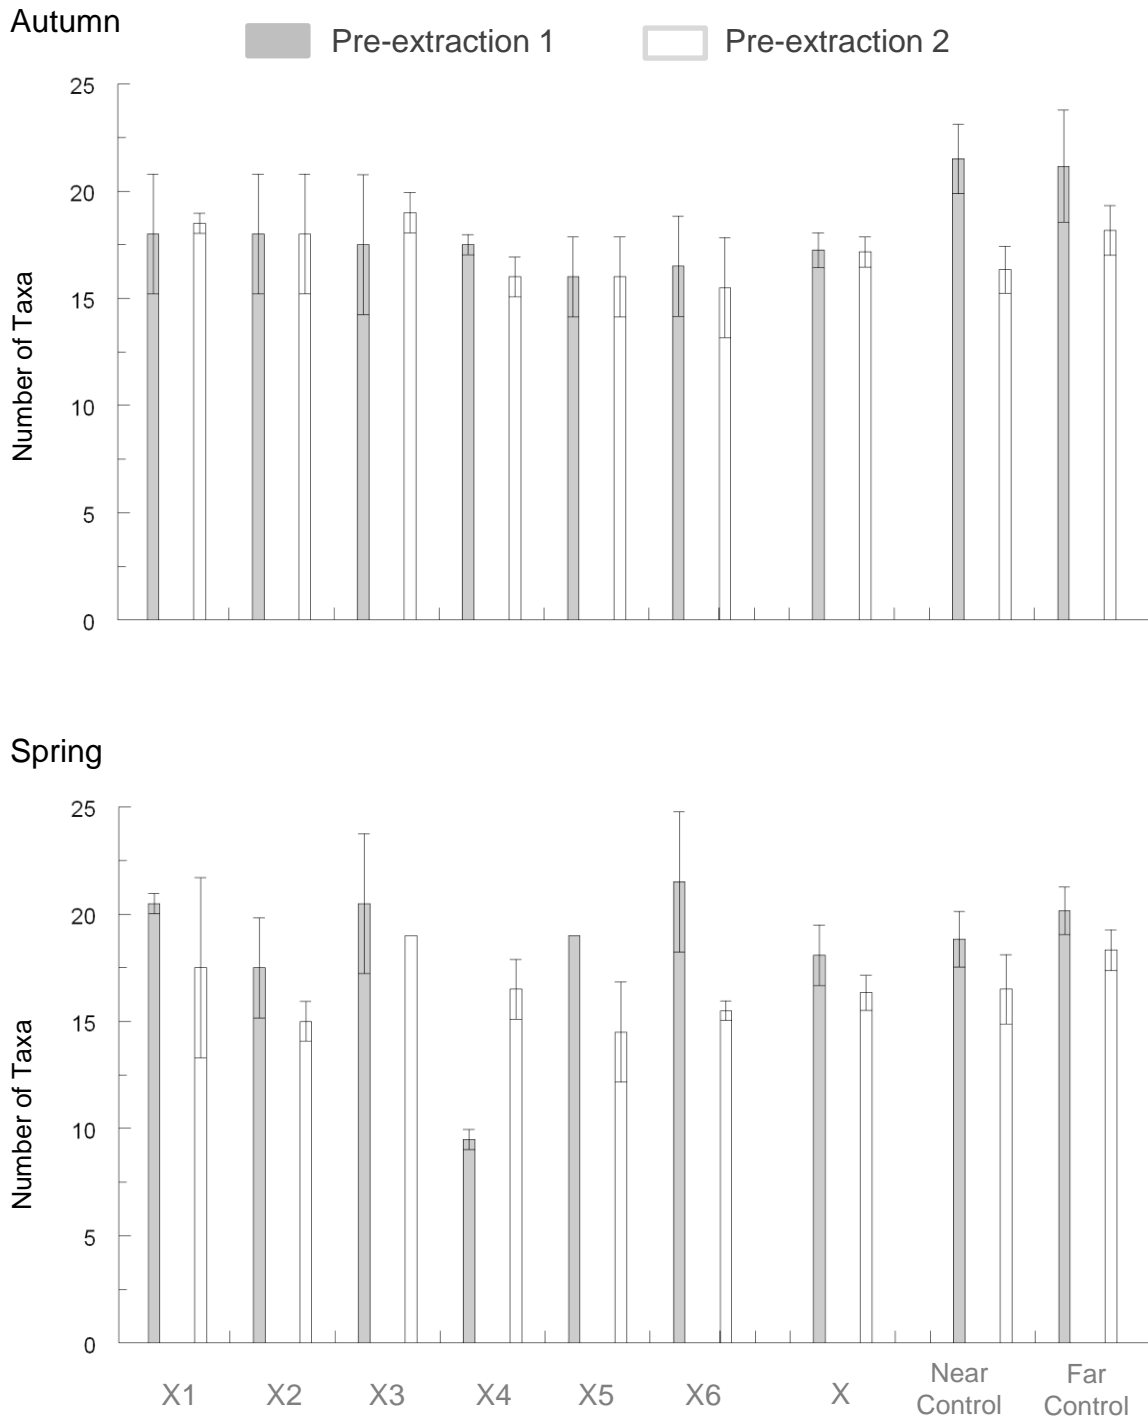 Autumn
Pre-extraction 1 Pre-extraction 2
25
20
15
10
5
0
Number of Taxa
Spring
25
20
15
10
5
0
Number of Taxa
X1 X2 X3 X4 X5 X6 X Near Control Far Control